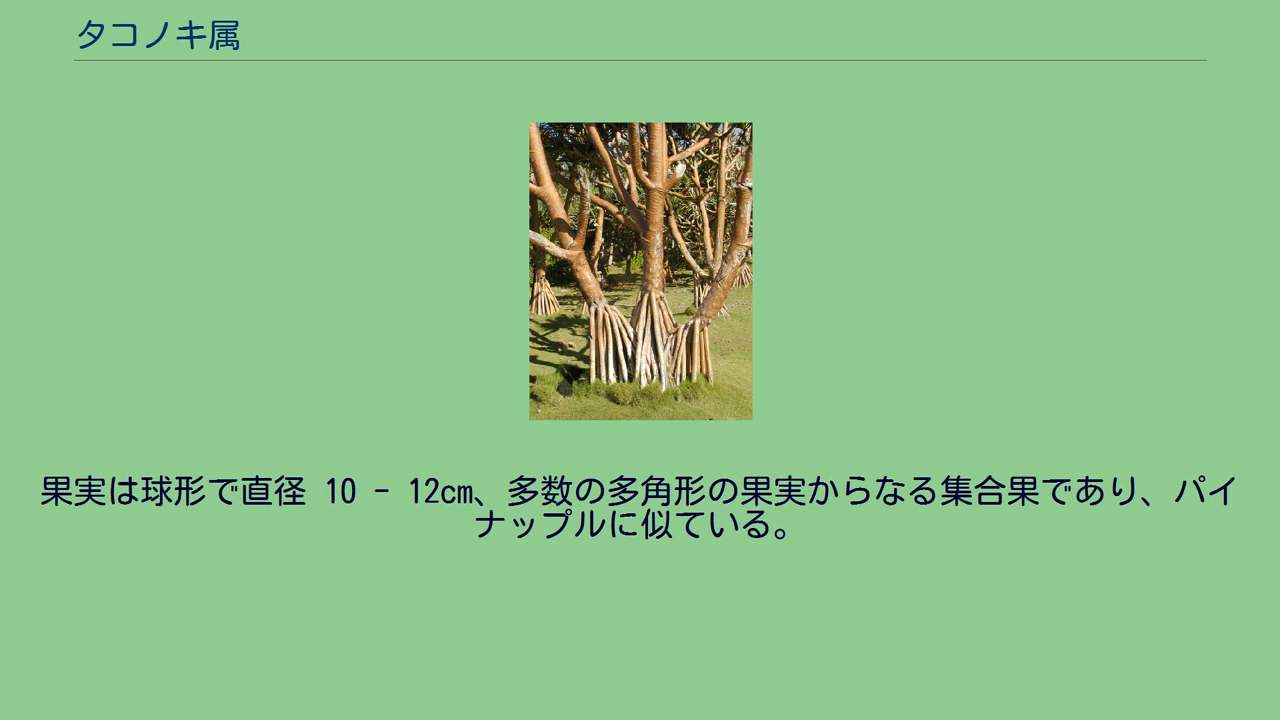 タコノキ属
果実は球形で直径 10 - 12cm、多数の多角形の果実からなる集合果であり、パイ
ナップルに似ている。